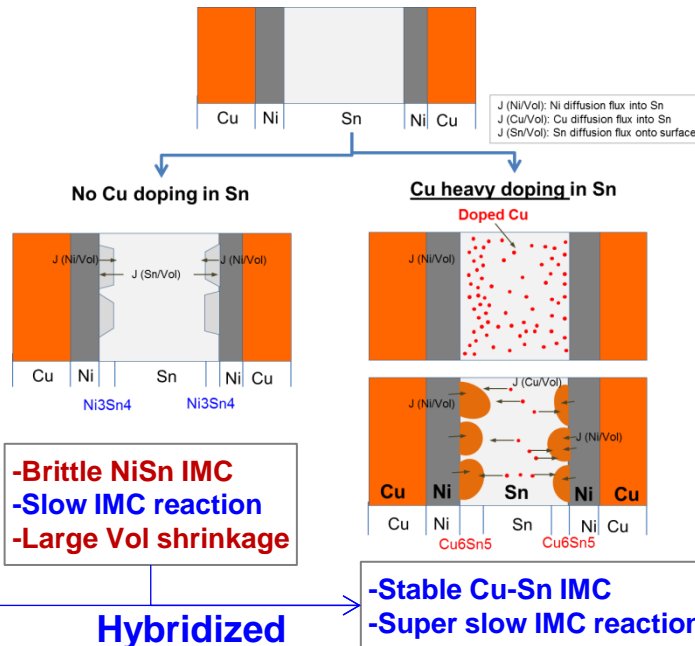 Cu Ni Sn Ni Cu
J (Ni/Vol): Ni diffusion flux into Sn
J (Cu/Vol): Cu diffusion flux into Sn
J (Sn/Vol): Sn diffusion flux onto surface
No Cu doping in Sn
J (Ni/Vol) J (Sn/Vol) J (Ni/Vol)
Cu Ni Sn Ni Cu
Ni3Sn4 Ni3Sn4
-Brittle NiSn IMC
-Slow IMC reaction
-Large Vol shrinkage
Cu heavy doping in Sn
Doped Cu
J (Ni/Vol)
J (Cu/Vol)
J (Ni/Vol) J (Ni/Vol)
Cu Ni Sn Ni Cu
Cu Ni Sn Ni Cu
Cu6Sn5 Cu6Sn5
Hybridized
-Stable Cu-Sn IMC
-Super slow IMC reaction